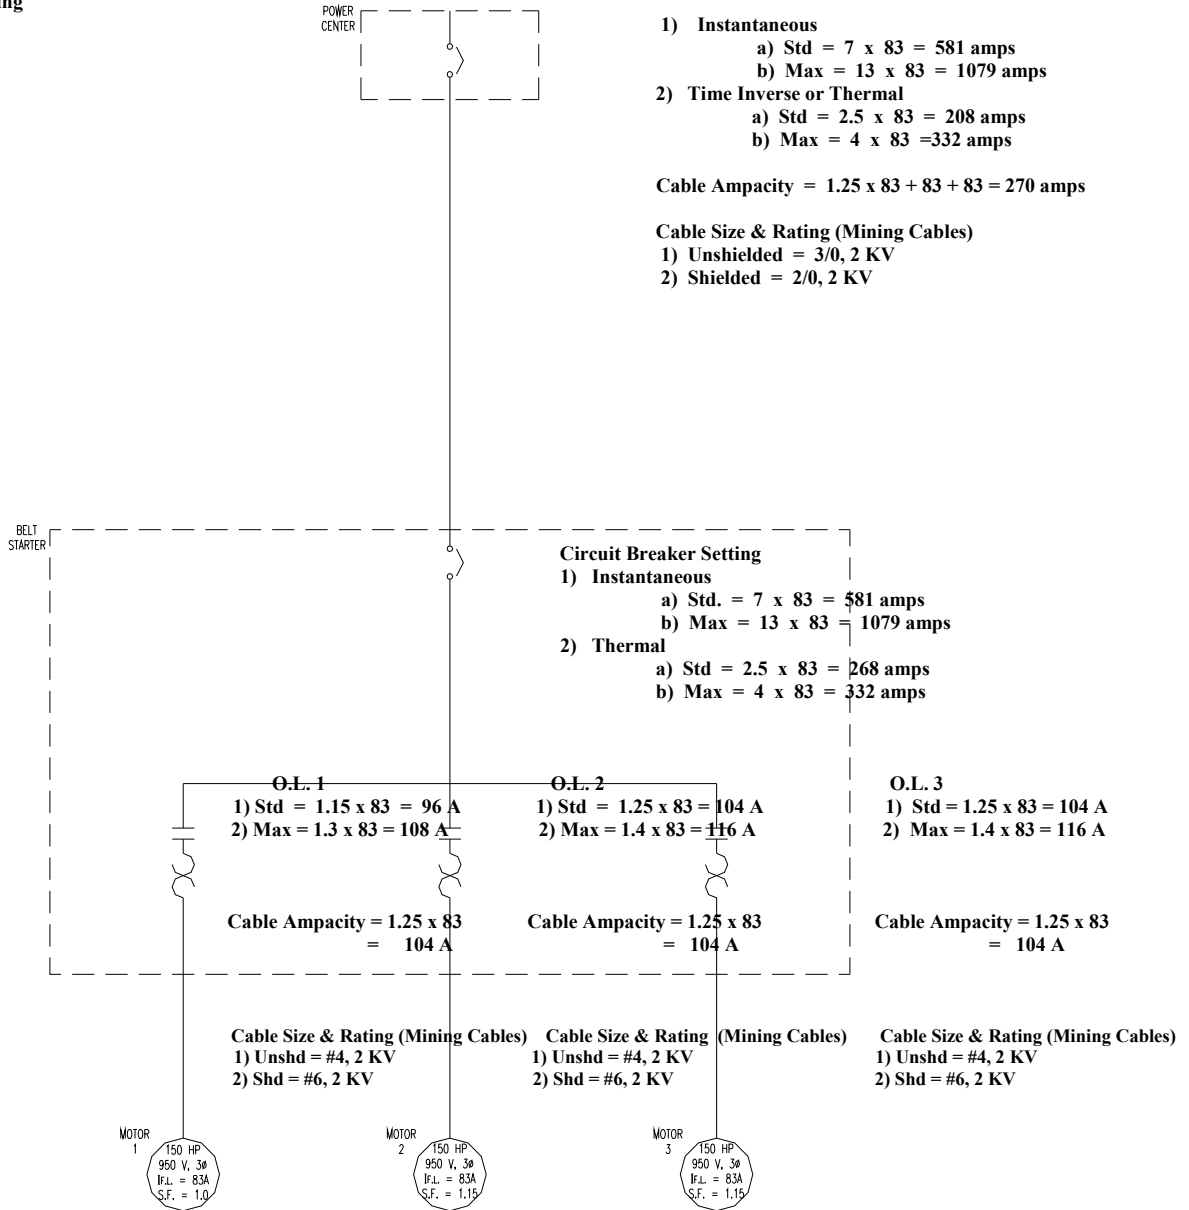 POWER
CENTER
1) Instantaneous
a) Std = 7 x 83 = 581 amps
b) Max = 13 x 83 = 1079 amps
2) Time Inverse or Thermal
a) Std = 2.5 x 83 = 208 amps
b) Max = 4 x 83 =332 amps
Cable Ampacity = 1.25 x 83 + 83 + 83 = 270 amps
Cable Size & Rating (Mining Cables)
1) Unshielded = 3/0, 2 KV
2) Shielded = 2/0, 2 KV
BELT
STARTER
Circuit Breaker Setting
1) Instantaneous
a) Std. = 7 x 83 = 581 amps
b) Max = 13 x 83 = 1079 amps
2) Thermal
a) Std = 2.5 x 83 = 268 amps
b) Max = 4 x 83 = 332 amps
O.L. 1
1) Std = 1.15 x 83 = 96 A
2) Max = 1.3 x 83 = 108 A
O.L. 2
1) Std = 1.25 x 83 = 104 A
2) Max = 1.4 x 83 = 116 A
O.L. 3
1) Std = 1.25 x 83 = 104 A
2) Max = 1.4 x 83 = 116 A
Cable Ampacity = 1.25 x 83
= 104 A
Cable Ampacity = 1.25 x 83
= 104 A
Cable Ampacity = 1.25 x 83
= 104 A
Cable Size & Rating (Mining Cables)
1) Unshd = #4, 2 KV
2) Shd = #6, 2 KV
Cable Size & Rating (Mining Cables)
1) Unshd = #4, 2 KV
2) Shd = #6, 2 KV
Cable Size & Rating (Mining Cables)
1) Unshd = #4, 2 KV
2) Shd = #6, 2 KV
MOTOR
1
150 HP
950 V, 3ø
IF.L. = 83A
S.F. = 1.0
MOTOR
2
150 HP
950 V, 3ø
IF.L. = 83A
S.F. = 1.15
MOTOR
3
150 HP
950 V, 3ø
IF.L. = 83A
S.F. = 1.15